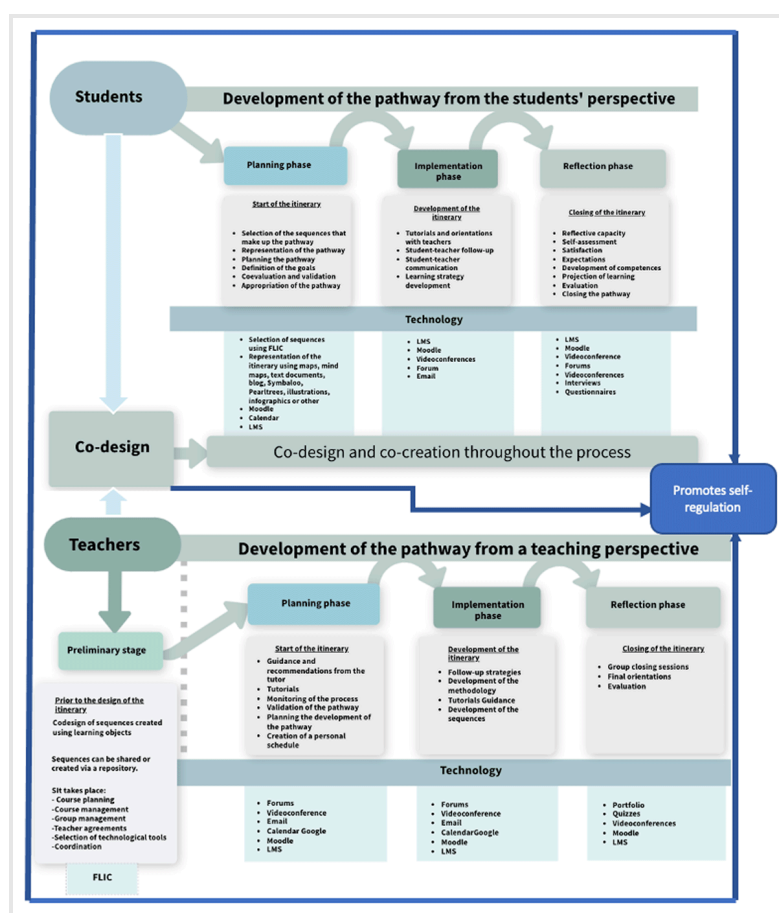 Students
Development of the pathway from the students' perspective
Planning phase
Implementation
phase
Reflection phase
Start of the itinerary
• Selection of the sequences that
make up the pathway
• Representation of the pathway
• Planning the pathway
• Definition of the goals
• Coevaluation and validation
• Appropriation of the pathway
Development of the
itinerary
• Tutorials and orientations
with teachers
• Student-teacher follow-up
• Student-teacher
communication
• Learning strategy
development
Closing of the itinerary
• Reflective capacity
• Self-assessment
• Satisfaction
• Expectations
• Development of competences
• Projection of learning
• Evaluation
• Closing the pathway
Technology
• Selection of sequences
using FLIC
• Representation of the
itinerary using maps, mind
maps, text documents,
blog, Symbaloo,
Pearltrees, illustrations,
infographics or other
• Moodle
• Calendar
• LMS
• LMS
• Moodle
• Videoconferences
• Forum
• Email
• LMS
• Moodle
• Videoconference
• Forums
• Videoconferences
• Interviews
• Questionnaires
Co-design
Co-design and co-creation throughout the process
Promotes self-
regulation
Teachers
Development of the pathway from a teaching perspective
Preliminary stage
Planning phase
Implementation
phase
Reflection phase
Prior to the design of the
itinerary
Codesign of sequences created
using learning objects
Sequences can be shared or
created via a repository.
SIt takes place:
- Course planning
-Course management
-Group management
-Teacher agreements
-Selection of technological tools
-Coordination
FLIC
Start of the itinerary
• Guidance and
recommendations from the
tutor
• Tutorials
• Monitoring of the process
• Validation of the pathway
• Planning the development of
the pathway
• Creation of a personal
schedule
Development of the
itinerary
• Follow-up strategies
• Development of the
methodology
• Tutorials Guidance
• Development of the
sequences
Closing of the itinerary
• Group closing sessions
• Final orientations
• Evaluation
Technology
• Forums
• Videoconference
• Email
• Calendar Google
• Moodle
• LMS
• Forums
• Videoconference
• Email
• CalendarGoogle
• Moodle
• LMS
• Portfolio
• Quizzes
• Videoconferences
• Moodle
• LMS